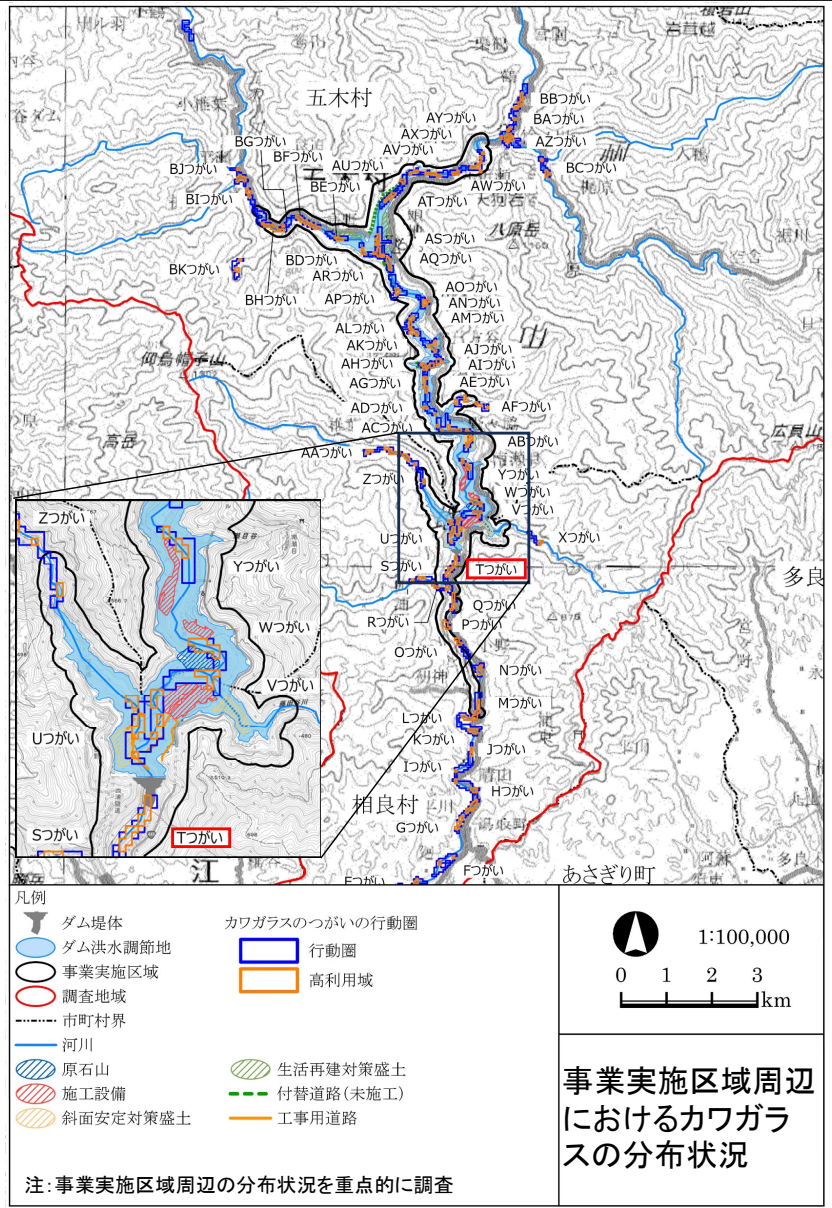 五木村
AYつがい
BBつがい
AXつがい
BAつがい
BGつがい
AVつがい
AZつがい
BFつがい
AUつがい
BJつがい
BEつがい
BCつがい
AWつがい
BIつがい
ATつがい
八原岳
ASつがい
BDつがい
AQつがい
BKつがい
ARつがい
BHつがい
APつがい
AOつがい
ANつがい
AMつがい
ALつがい
山
AKつがい
AJつがい
仰烏帽子山
AHつがい
AIつがい
AGつがい
AEつがい
ADつがい
AFつがい
高岳
ACつがい
広見山
AAつがい
ABつがい
Zつがい
Yつがい
Wつがい
Vつがい
Uつがい
Xつがい
Sつがい
Tつがい
多良
Qつがい
Rつがい
Pつがい
Oつがい
Nつがい
Mつがい
Lつがい
Kつがい
Jつがい
Iつがい
晴山
Hつがい
相良村
Gつがい
Fつがい
あさぎり町
江
Zつがい
Yつがい
Wつがい
Vつがい
Uつがい
Sつがい
Tつがい
凡例
ダム堤体
ダム洪水調節地
事業実施区域
調査地域
市町村界
河川
原石山
施工設備
斜面安定対策盛土
カワガラスのつがいの行動圏
行動圏
高利用域
生活再建対策盛土
付替道路(未施工)
工事用道路
注:事業実施区域周辺の分布状況を重点的に調査
1:100,000
0 1 2 3
km
事業実施区域周辺
におけるカワガラ
スの分布状況